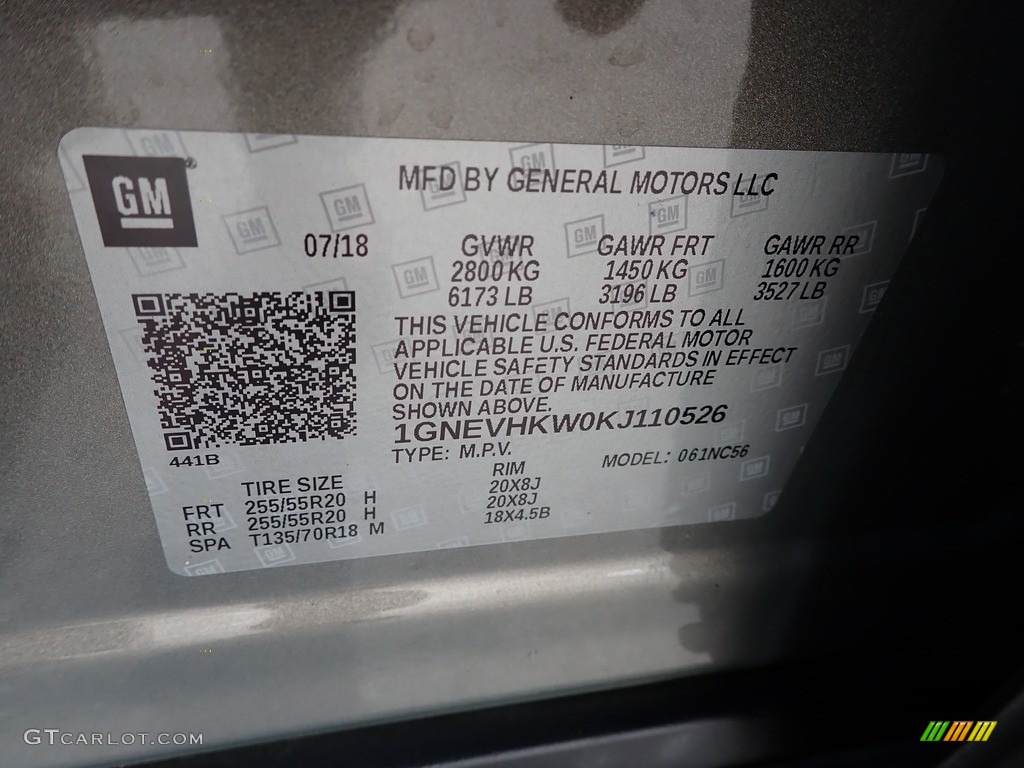 GM
MFD BY GENERAL MOTORS LLC
07/18
GVWR GAWR FRT GAWR RR
2800 KG 1450 KG 1600 KG
6173 LB 3196 LB 3527 LB
THIS VEHICLE CONFORMS TO ALL
APPLICABLE U.S. FEDERAL MOTOR
VEHICLE SAFETY STANDARDS IN EFFECT
ON THE DATE OF MANUFACTURE
SHOWN ABOVE.
1GNEVHKW0KJ110526
TYPE: M.P.V. MODEL: 061NC56
441B
TIRE SIZE RIM
FRT 255/55R20 H 20X8J
RR 255/55R20 H 20X8J
SPA T135/70R18 M 18X4.5B
GTCARLOT.COM